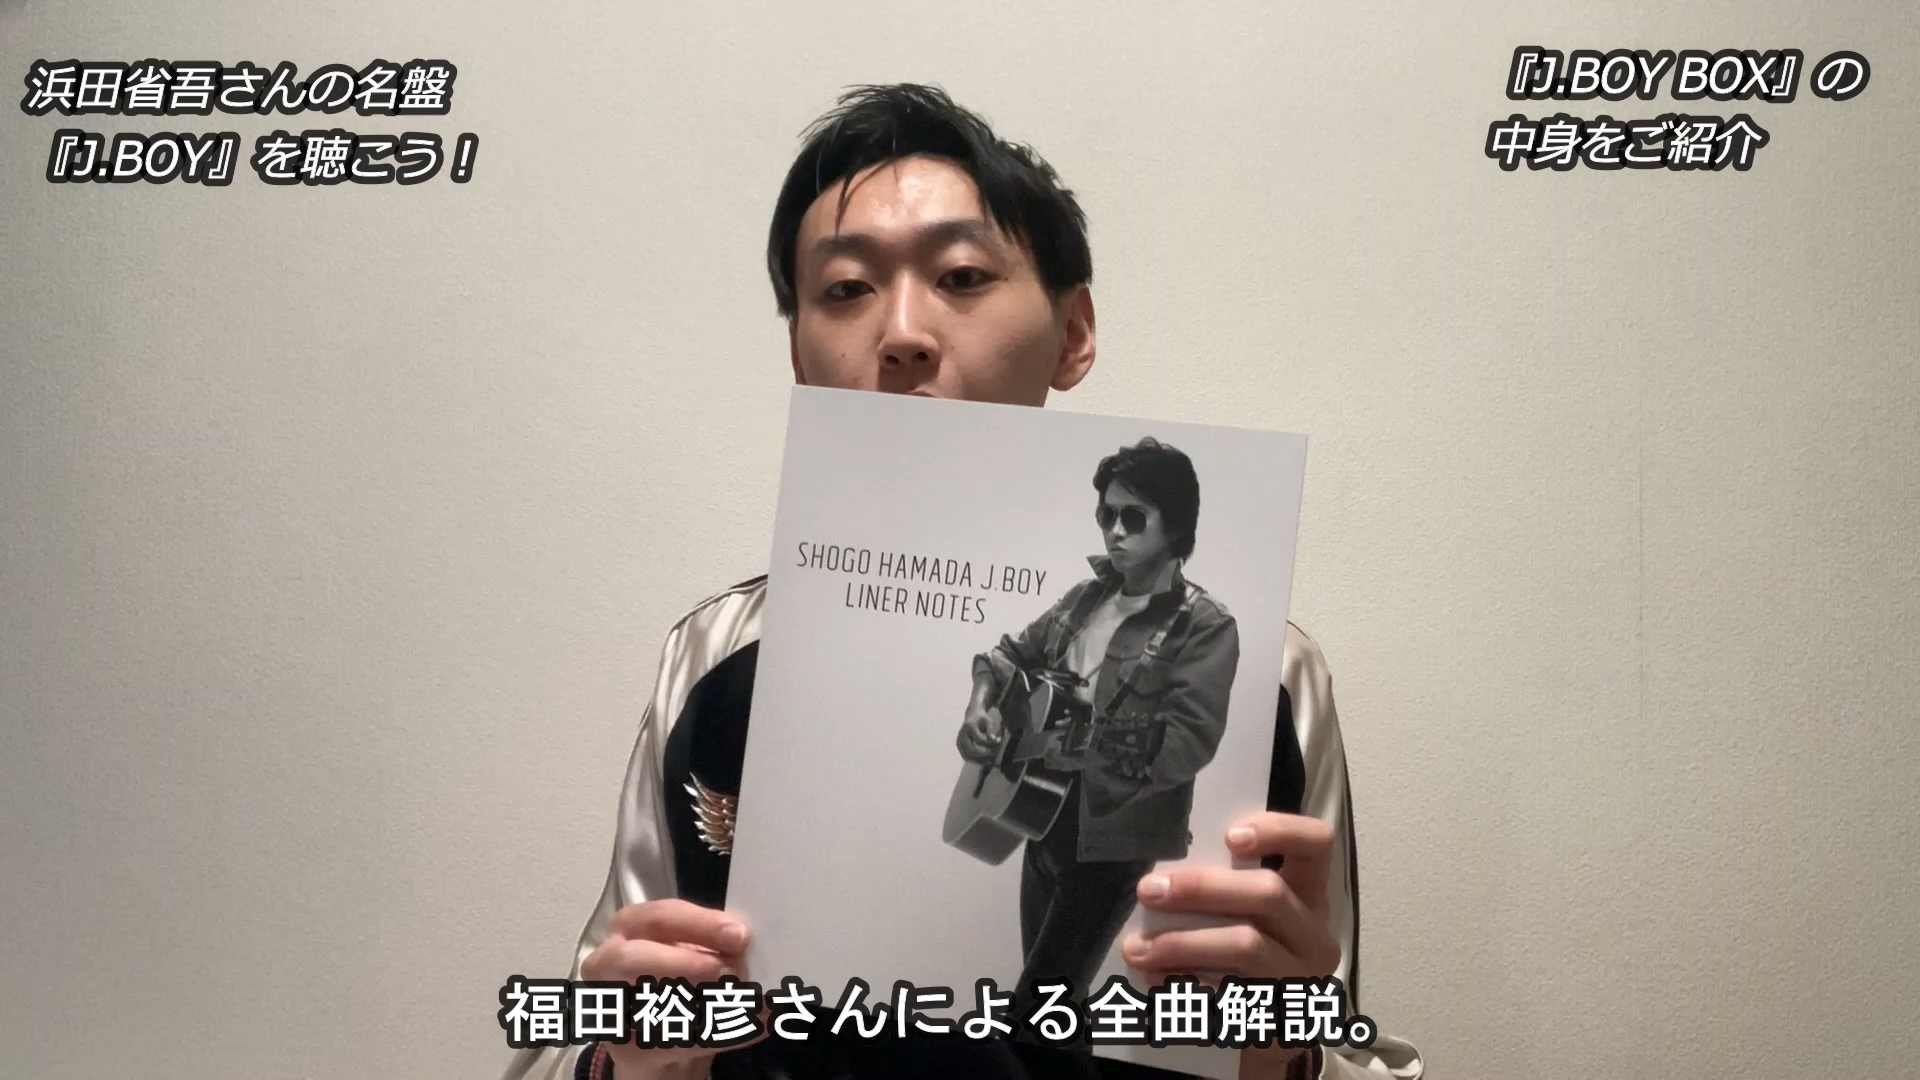 浜田省吾さんの名盤
『J.BOY』を聴こう！
『J.BOY BOX』の
中身をご紹介
SHOGO HAMADA J.BOY
LINER NOTES
福田裕彦さんによる全曲解説。